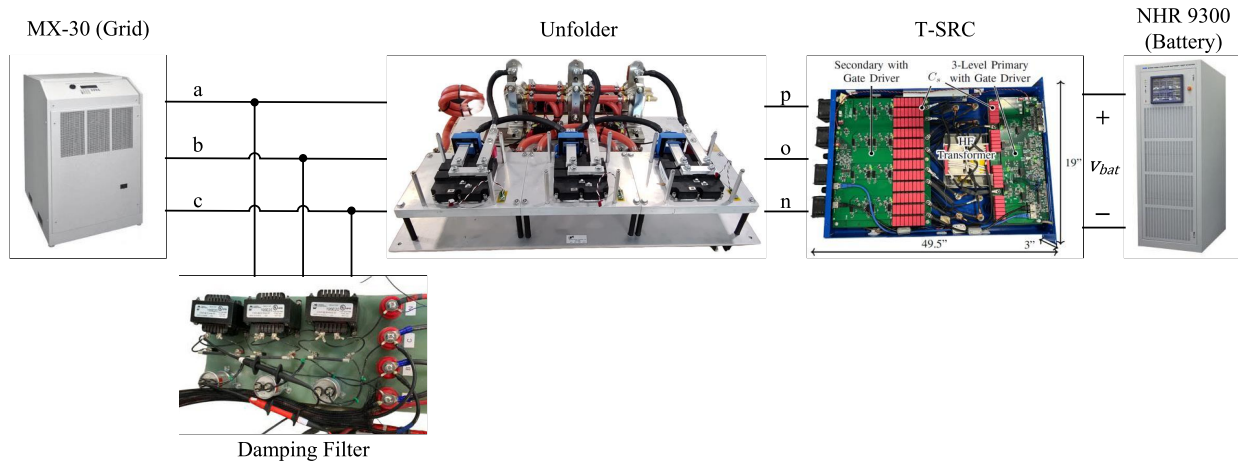 MX-30 (Grid)
Unfolder
T-SRC
NHR 9300
(Battery)
Secondary with
Gate Driver
3-Level Primary
with Gate Driver
Cs
a
b
c
p
o
n
HF
Transformer
19”
+
vbat
−
49.5”
3”
Damping Filter